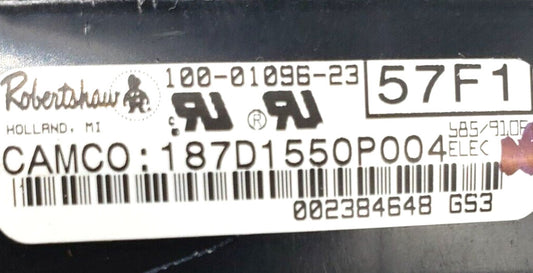 Robertshaw 100-01096-23 57F1
HOLLAND, MI
CAMCO:187D1550P004 ELEC
002384648 GS3